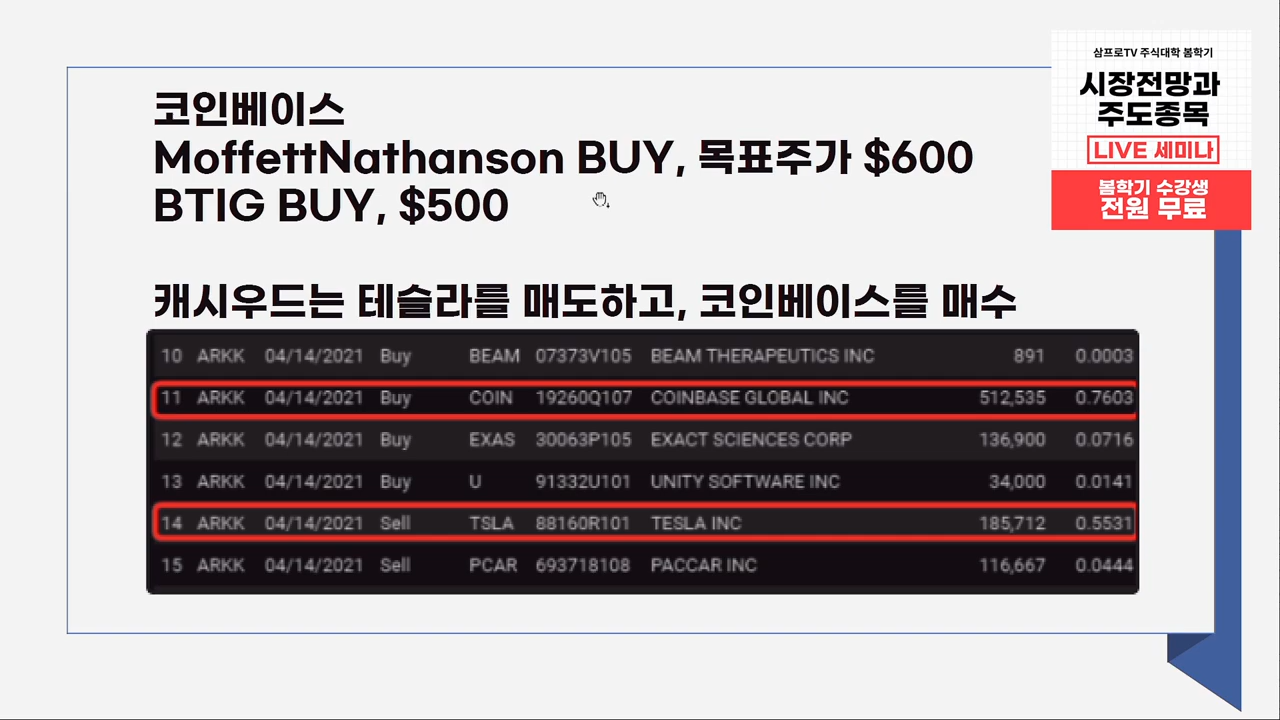 삼프로TV 주식대학 봄학기
시장전망과
주도종목
LIVE 세미나
봄학기 수강생
전원 무료
코인베이스
MoffettNathanson BUY, 목표주가 $600
BTIG BUY, $500
캐시우드는 테슬라를 매도하고, 코인베이스를 매수
10 ARKK 04/14/2021 Buy BEAM 07373V105 BEAM THERAPEUTICS INC 891 0.0003
11 ARKK 04/14/2021 Buy COIN 19260Q107 COINBASE GLOBAL INC 512,535 0.7603
12 ARKK 04/14/2021 Buy EXAS 30063P105 EXACT SCIENCES CORP 136,900 0.0716
13 ARKK 04/14/2021 Buy U 91332U101 UNITY SOFTWARE INC 34,000 0.0141
14 ARKK 04/14/2021 Sell TSLA 88160R101 TESLA INC 185,712 0.5531
15 ARKK 04/14/2021 Sell PCAR 693718108 PACCAR INC 116,667 0.0444